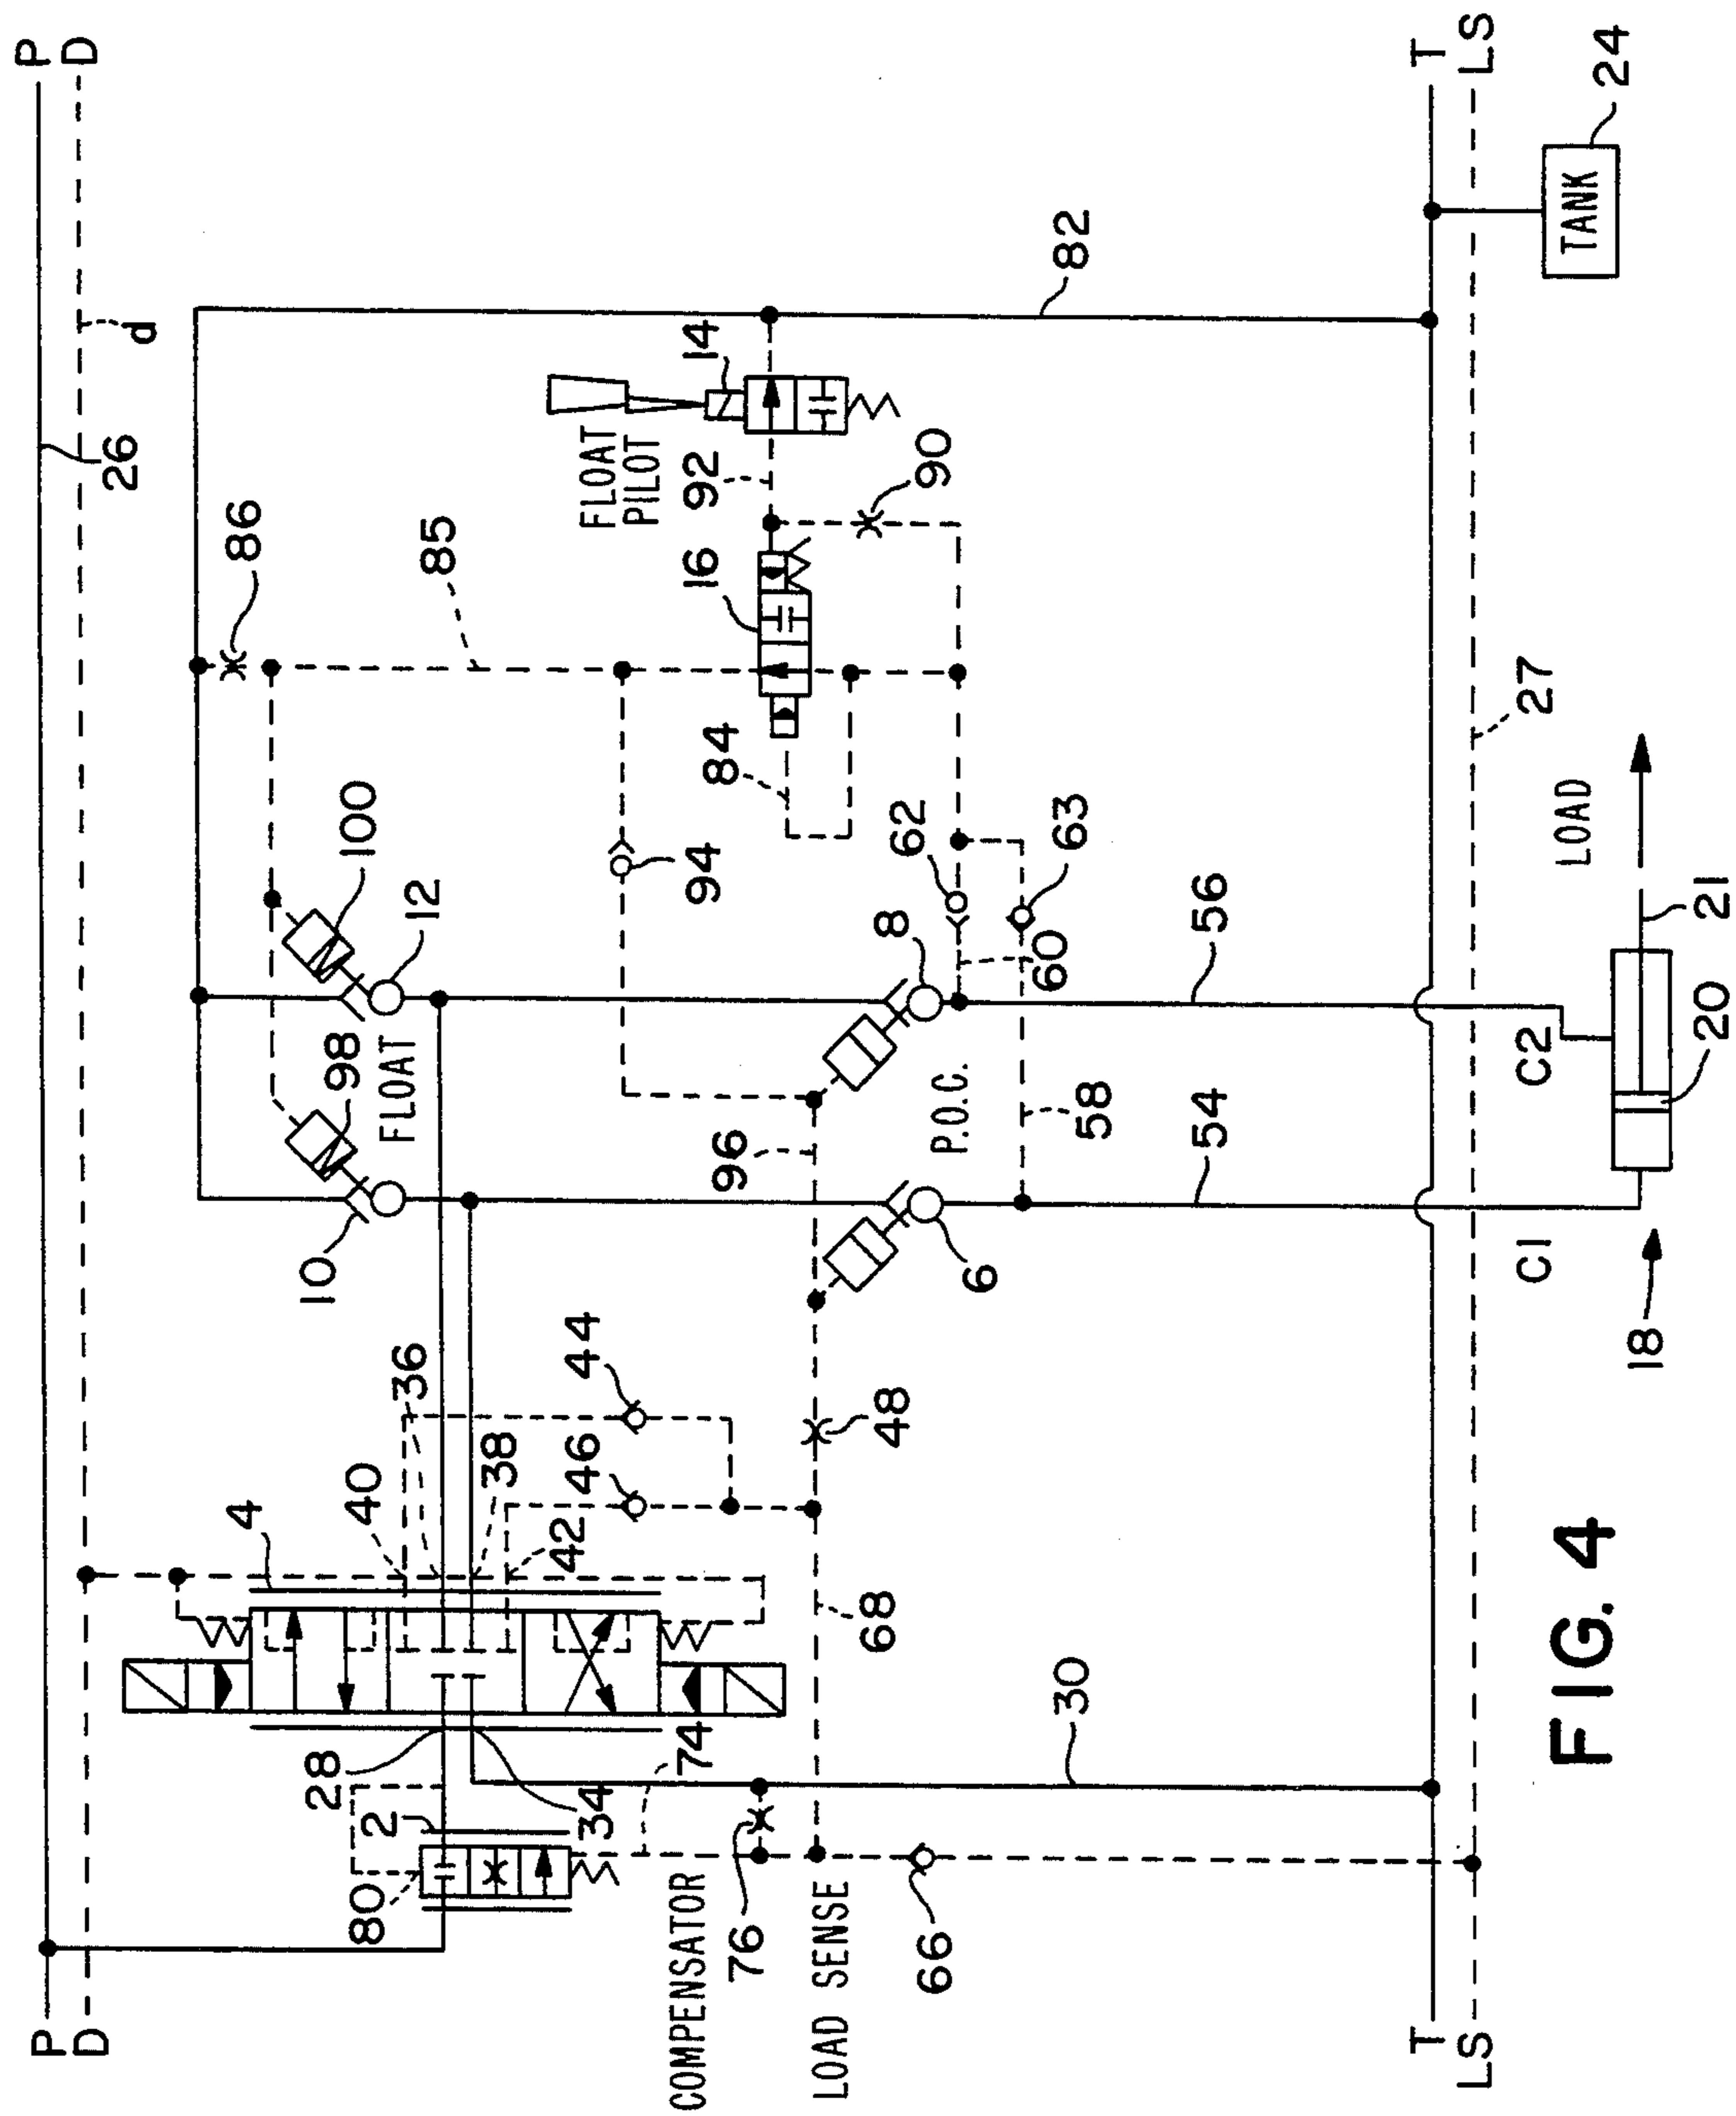 P
D
26
d
P
D
86
85
100
12
98
FLOAT
10
94
FLOAT
PILOT
14
92
90
16
84
82
62
63
8
60
P.O.C.
96
58
56
6
54
4
40
36
44
38
46
42
48
28
2
34
80
74
68
COMPENSATOR
76
LOAD SENSE
66
30
T
LS
T
LS
27
TANK
24
LOAD
21
C2
20
C1
18
FIG. 4